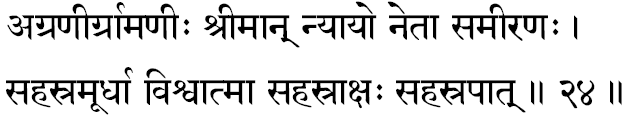 अग्रणीर्ग्रामणीः श्रीमान् न्यायो नेता समीरणः ।
सहस्रमूर्धा विश्वात्मा सहस्राक्षः सहस्रपात् ॥ २४ ॥